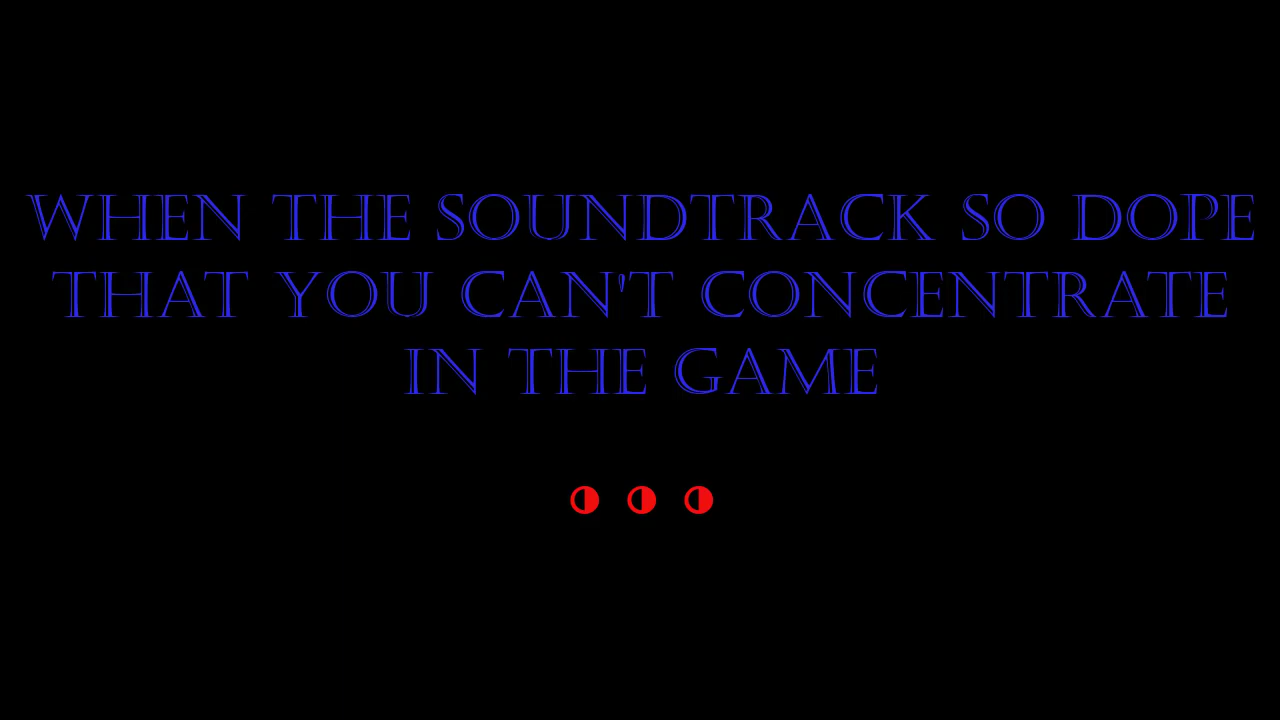 WHEN THE SOUNDTRACK SO DOPE
THAT YOU CAN'T CONCENTRATE
IN THE GAME
◑ ◑ ◑